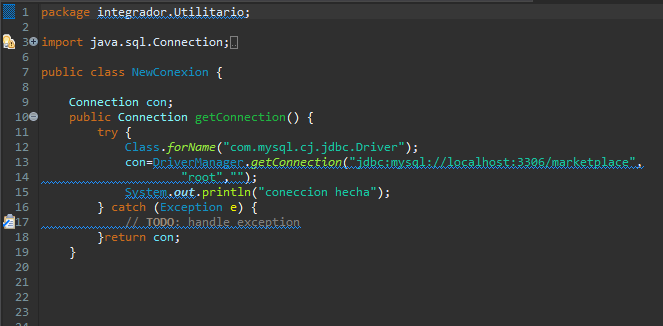 1 package integrador.Utilitario;
2
3 import java.sql.Connection;
7 public class NewConexion {
8
9 Connection con;
10 public Connection getConnection() {
11 try {
12 Class.forName("com.mysql.cj.jdbc.Driver");
13 con=DriverManager.getConnection("jdbc:mysql://localhost:3306/marketplace",
14 "root","");
15 System.out.println("coneccion hecha");
16 } catch (Exception e) {
17 // TODO: handle exception
18 }return con;
19 }
20
21
22
23
24